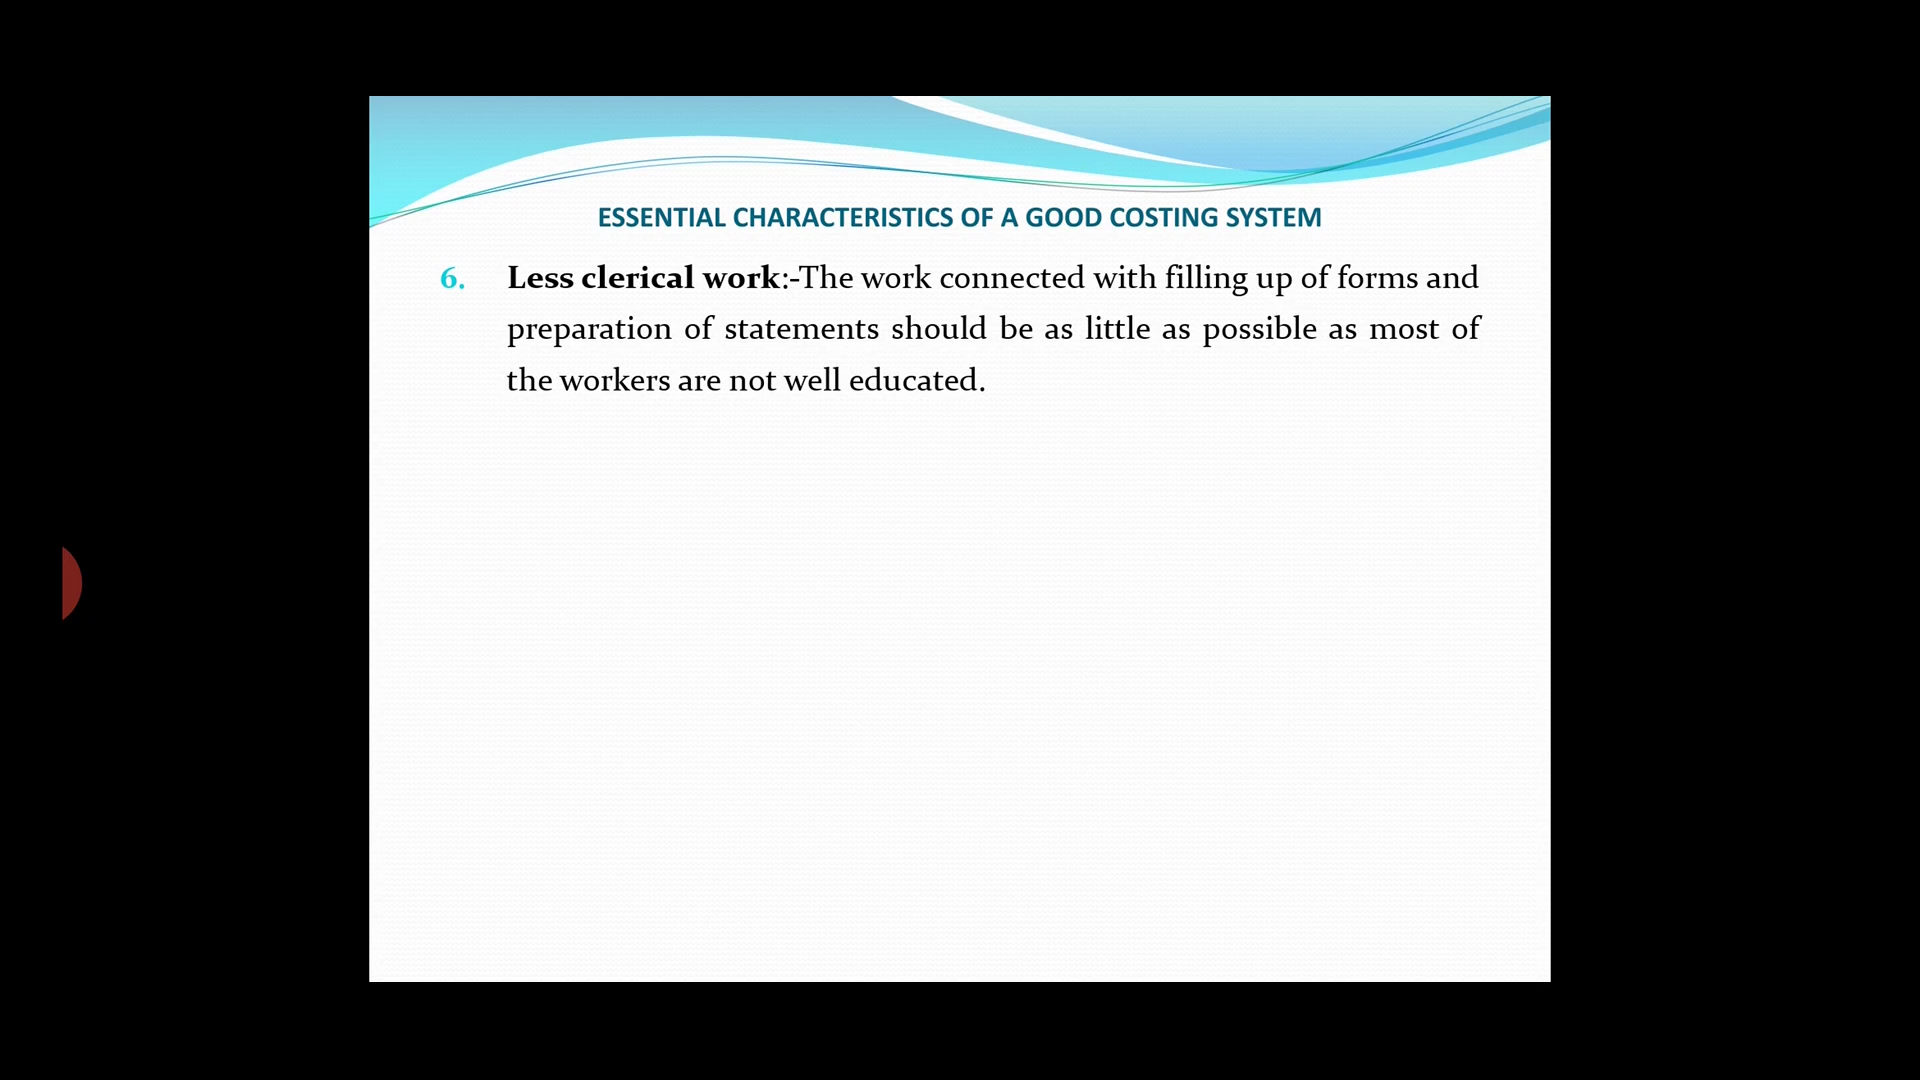 ESSENTIAL CHARACTERISTICS OF A GOOD COSTING SYSTEM
6. Less clerical work:-The work connected with filling up of forms and
preparation of statements should be as little as possible as most of
the workers are not well educated.